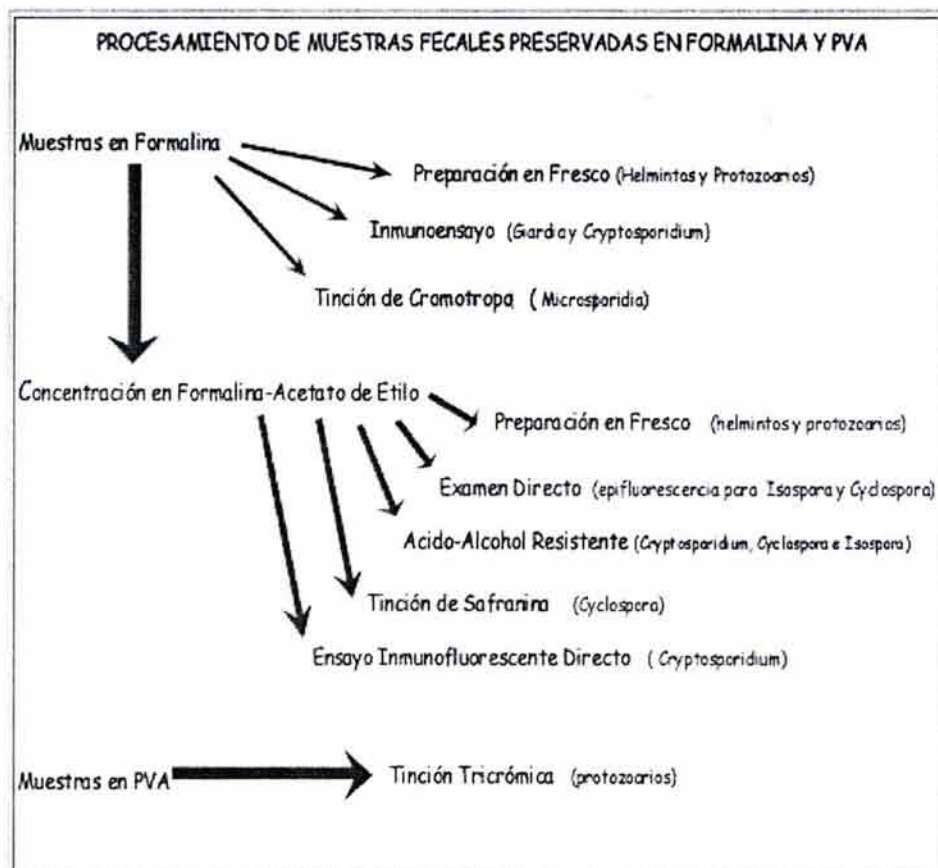 PROCESAMIENTO DE MUESTRAS FECALES PRESERVADAS EN FORMALINA Y PVA
Muestras en Formalina
Preparación en Fresco (Helmintos y Protozoarios)
Inmunoensayo (Giardia y Cryptosporidium)
Tinción de Cromotropa ( Microsporidia)
Concentración en Formalina-Acetato de Etilo
Preparación en Fresco (helmintos y protozoarios)
Examen Directo (epifluorescencia para Isospora y Cyclospora)
Acido-Alcohol Resistente (Cryptosporidium, Cyclospora e Isospora)
Tinción de Safranina (Cyclospora)
Ensayo Inmunofluorescente Directo ( Cryptosporidium)
Muestras en PVA
Tinción Tricrómica (protozoarios)